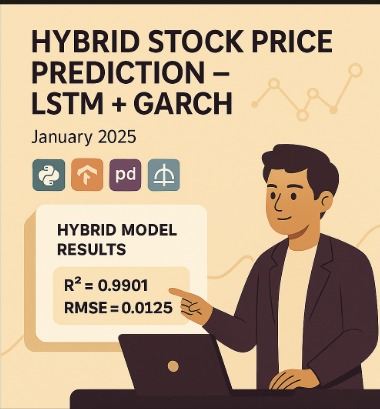 HYBRID STOCK PRICE
PREDICTION –
LSTM + GARCH
January 2025
pd
HYBRID MODEL
RESULTS
R² = 0.9901
RMSE = 0.0125